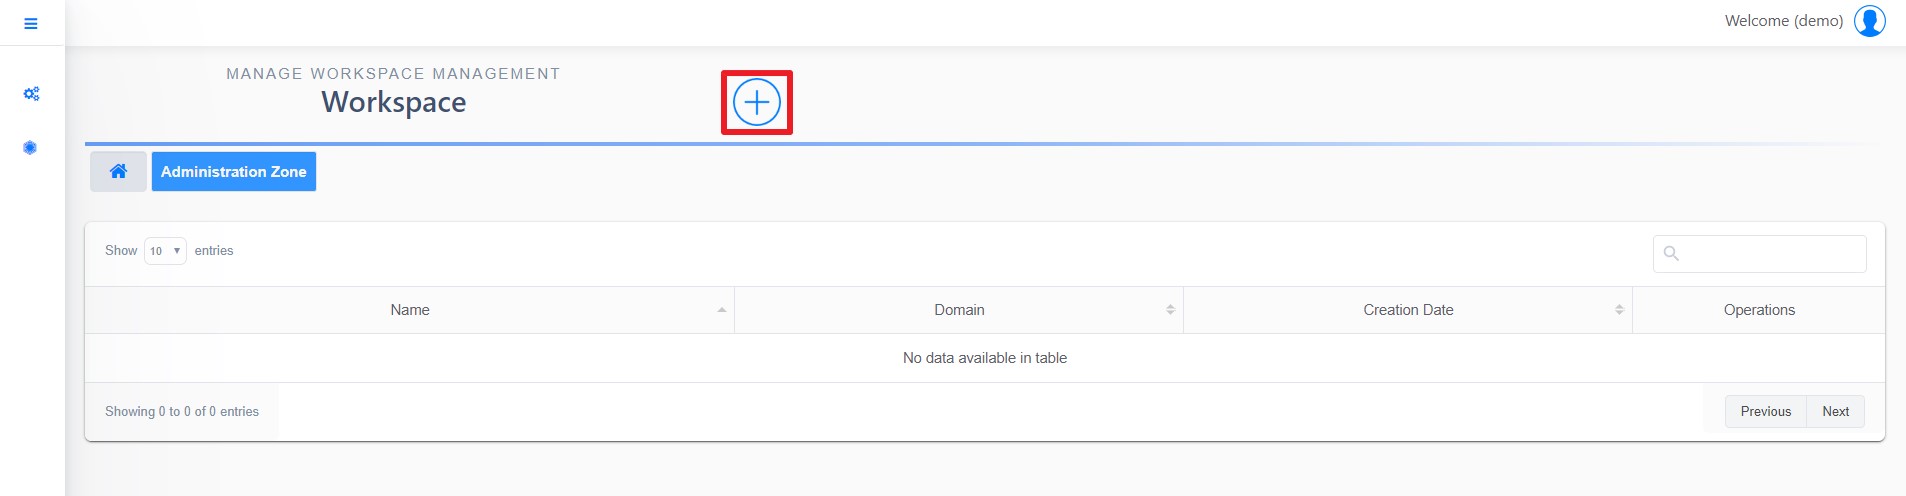 Welcome (demo)
MANAGE WORKSPACE MANAGEMENT
Workspace
Administration Zone
Show 10 entries
Name Domain Creation Date Operations
No data available in table
Showing 0 to 0 of 0 entries Previous Next